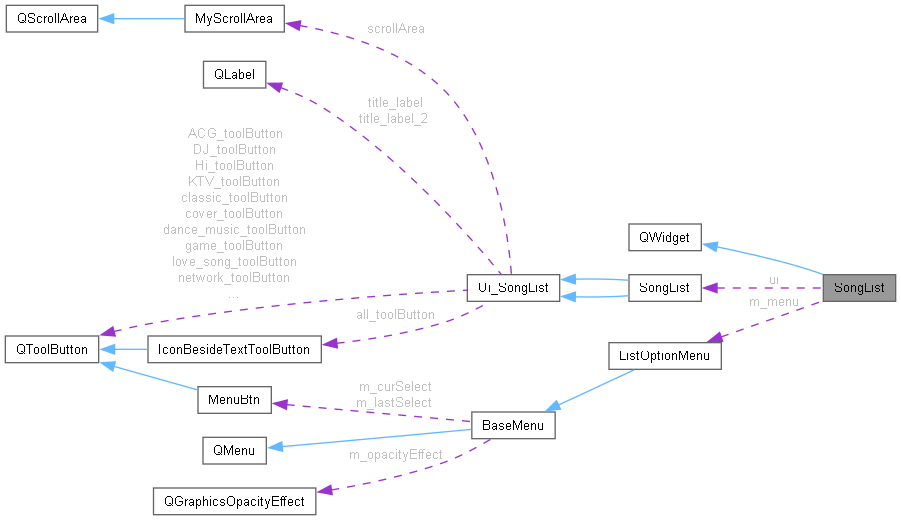 QScrollArea
MyScrollArea
scrollArea
QLabel
title_label
title_label_2
ACG_toolButton
DJ_toolButton
Hi_toolButton
KTV_toolButton
classic_toolButton
cover_toolButton
dance_music_toolButton
game_toolButton
love_song_toolButton
network_toolButton
...
QWidget
Ui_SongList
SongList
ui
SongList
m_menu
all_toolButton
QToolButton
IconBesideTextToolButton
ListOptionMenu
MenuBtn
m_curSelect
m_lastSelect
BaseMenu
QMenu
m_opacityEffect
QGraphicsOpacityEffect